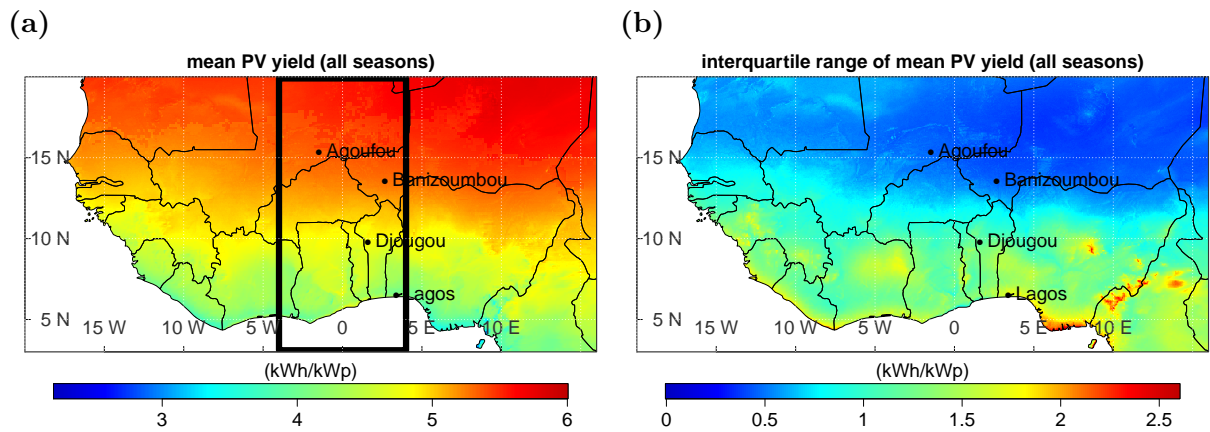 (a)
mean PV yield (all seasons)
Agoufou
15 N
Banizoumbou
10 N
Djougou
Lagos
5 N
15 W 10 W 5 W 0 5 E 10 E
(kWh/kWp)
3 4 5 6
(b)
interquartile range of mean PV yield (all seasons)
Agoufou
15 N
Banizoumbou
10 N
Djougou
Lagos
5 N
15 W 10 W 5 W 0 5 E 10 E
(kWh/kWp)
0 0.5 1 1.5 2 2.5